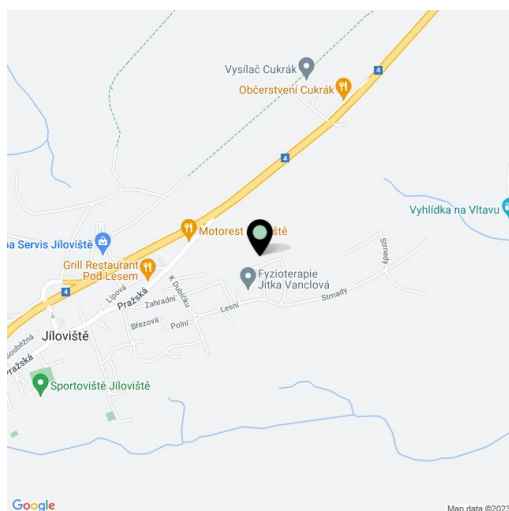 Vysílač Cukrák
4
Občerstvení Cukrák
4
Vyhlídka na Vltavu
Motorest
iště
na Servis Jíloviště
Grill Restaurant
Pod Lesem
Fyzioterapie
Jitka Vanclová
Strnady
K Dubíčku
Lipová
4
Pražská
Zahradní
Lesní
Strnady
Březová
Polní
Jíloviště
Souběžná
Pražská
Sportoviště Jíloviště
Google
Map data ©2023